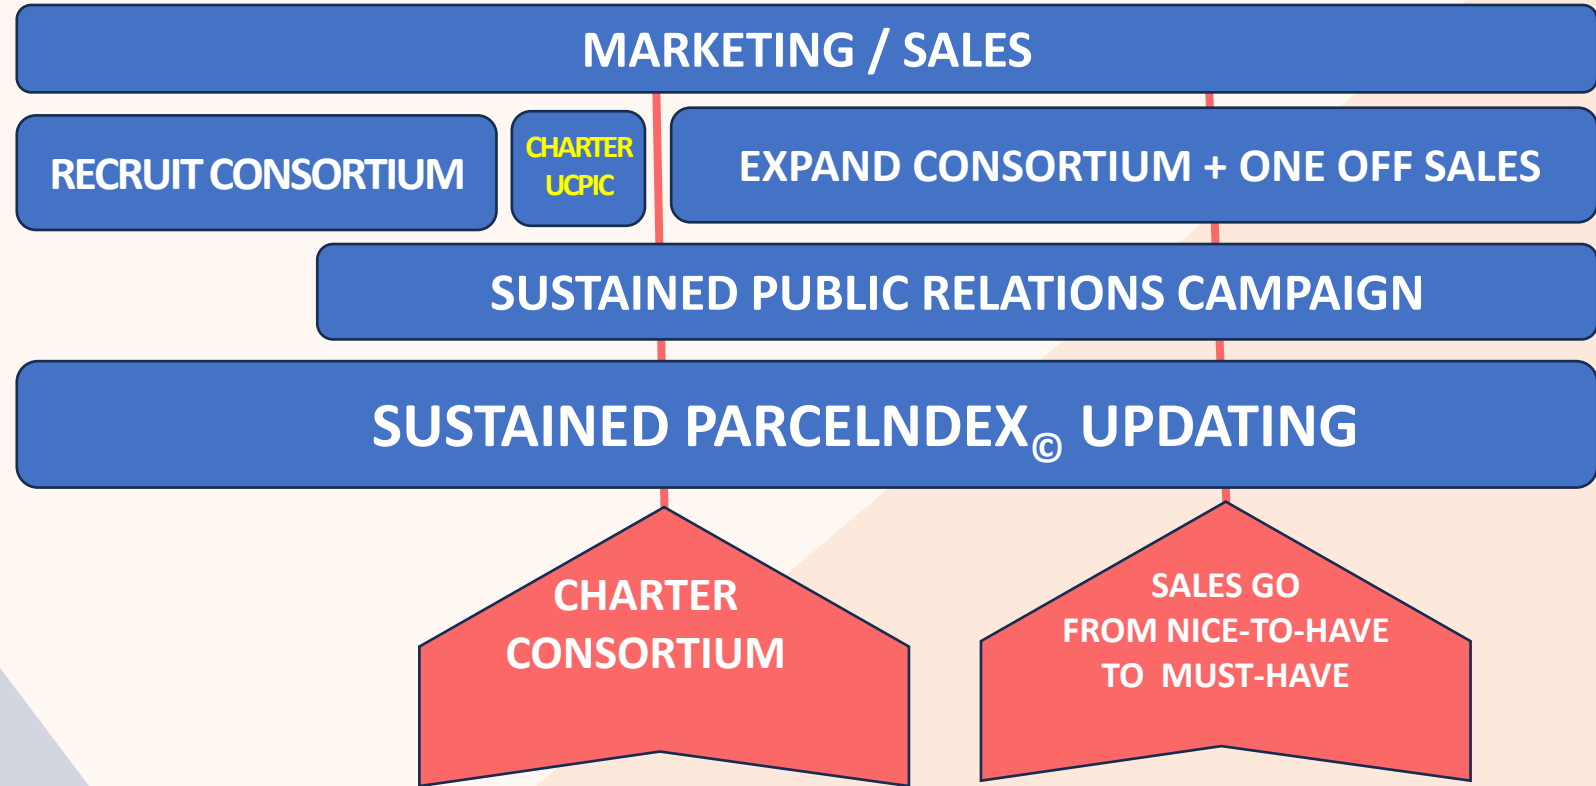 MARKETING / SALES
RECRUIT CONSORTIUM
CHARTER
UCPIC
EXPAND CONSORTIUM + ONE OFF SALES
SUSTAINED PUBLIC RELATIONS CAMPAIGN
SUSTAINED PARCELNDEX© UPDATING
CHARTER
CONSORTIUM
SALES GO
FROM NICE-TO-HAVE
TO MUST-HAVE